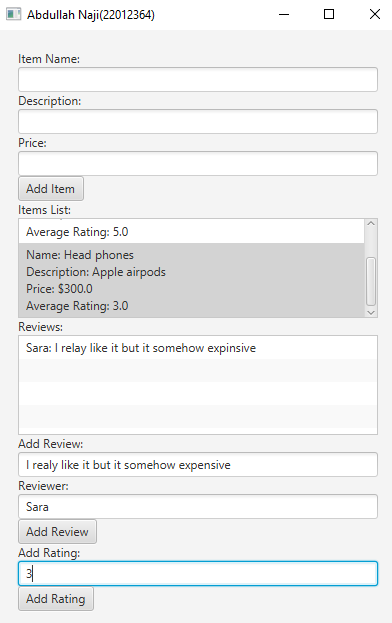 Abdullah Naji(22012364)
Item Name:
Description:
Price:
Add Item
Items List:
Average Rating: 5.0
Name: Head phones
Description: Apple airpods
Price: $300.0
Average Rating: 3.0
Reviews:
Sara: I relay like it but it somehow expinsive
Add Review:
I realy like it but it somehow expensive
Reviewer:
Sara
Add Review
Add Rating:
3
Add Rating